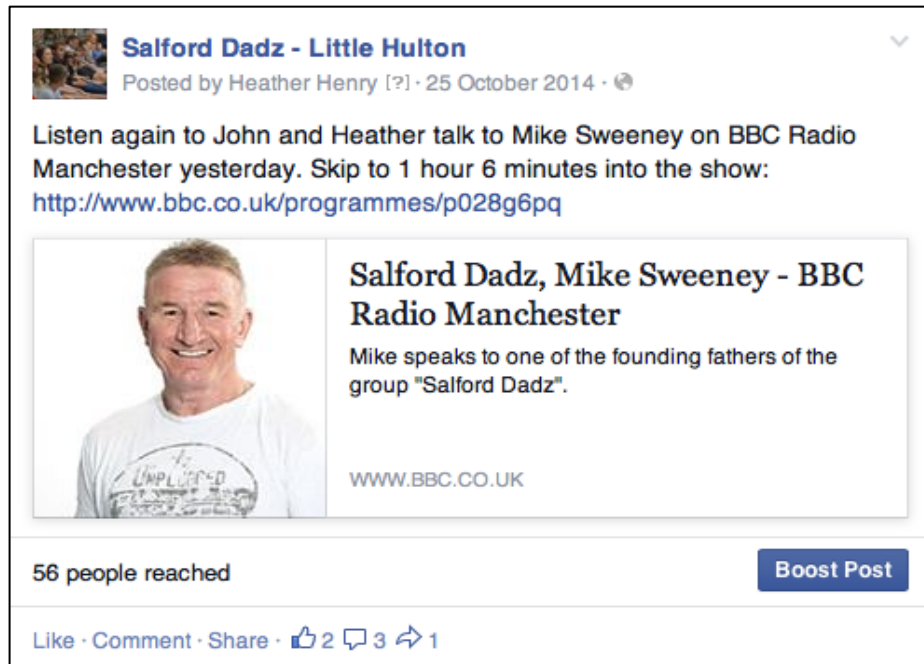 Salford Dadz - Little Hulton
Posted by Heather Henry [?] · 25 October 2014 ·
Listen again to John and Heather talk to Mike Sweeney on BBC Radio
Manchester yesterday. Skip to 1 hour 6 minutes into the show:
http://www.bbc.co.uk/programmes/p028g6pq
Salford Dadz, Mike Sweeney - BBC
Radio Manchester
Mike speaks to one of the founding fathers of the
group "Salford Dadz".
UNPLUGGED
WWW.BBC.CO.UK
56 people reached
Boost Post
Like · Comment · Share · 2 3 1